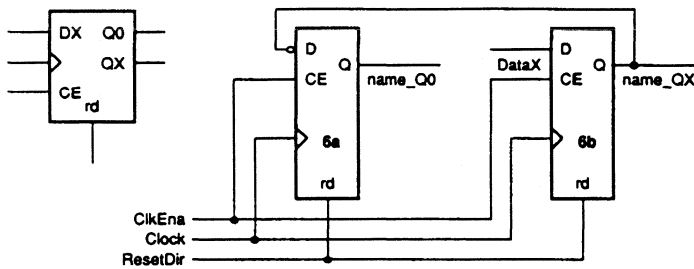 DX Q0
QX
CE
rd
D
Q
CE
6a
rd
name_Q0
DataX
D
Q
CE
6b
rd
name_QX
ClkEna
Clock
ResetDir